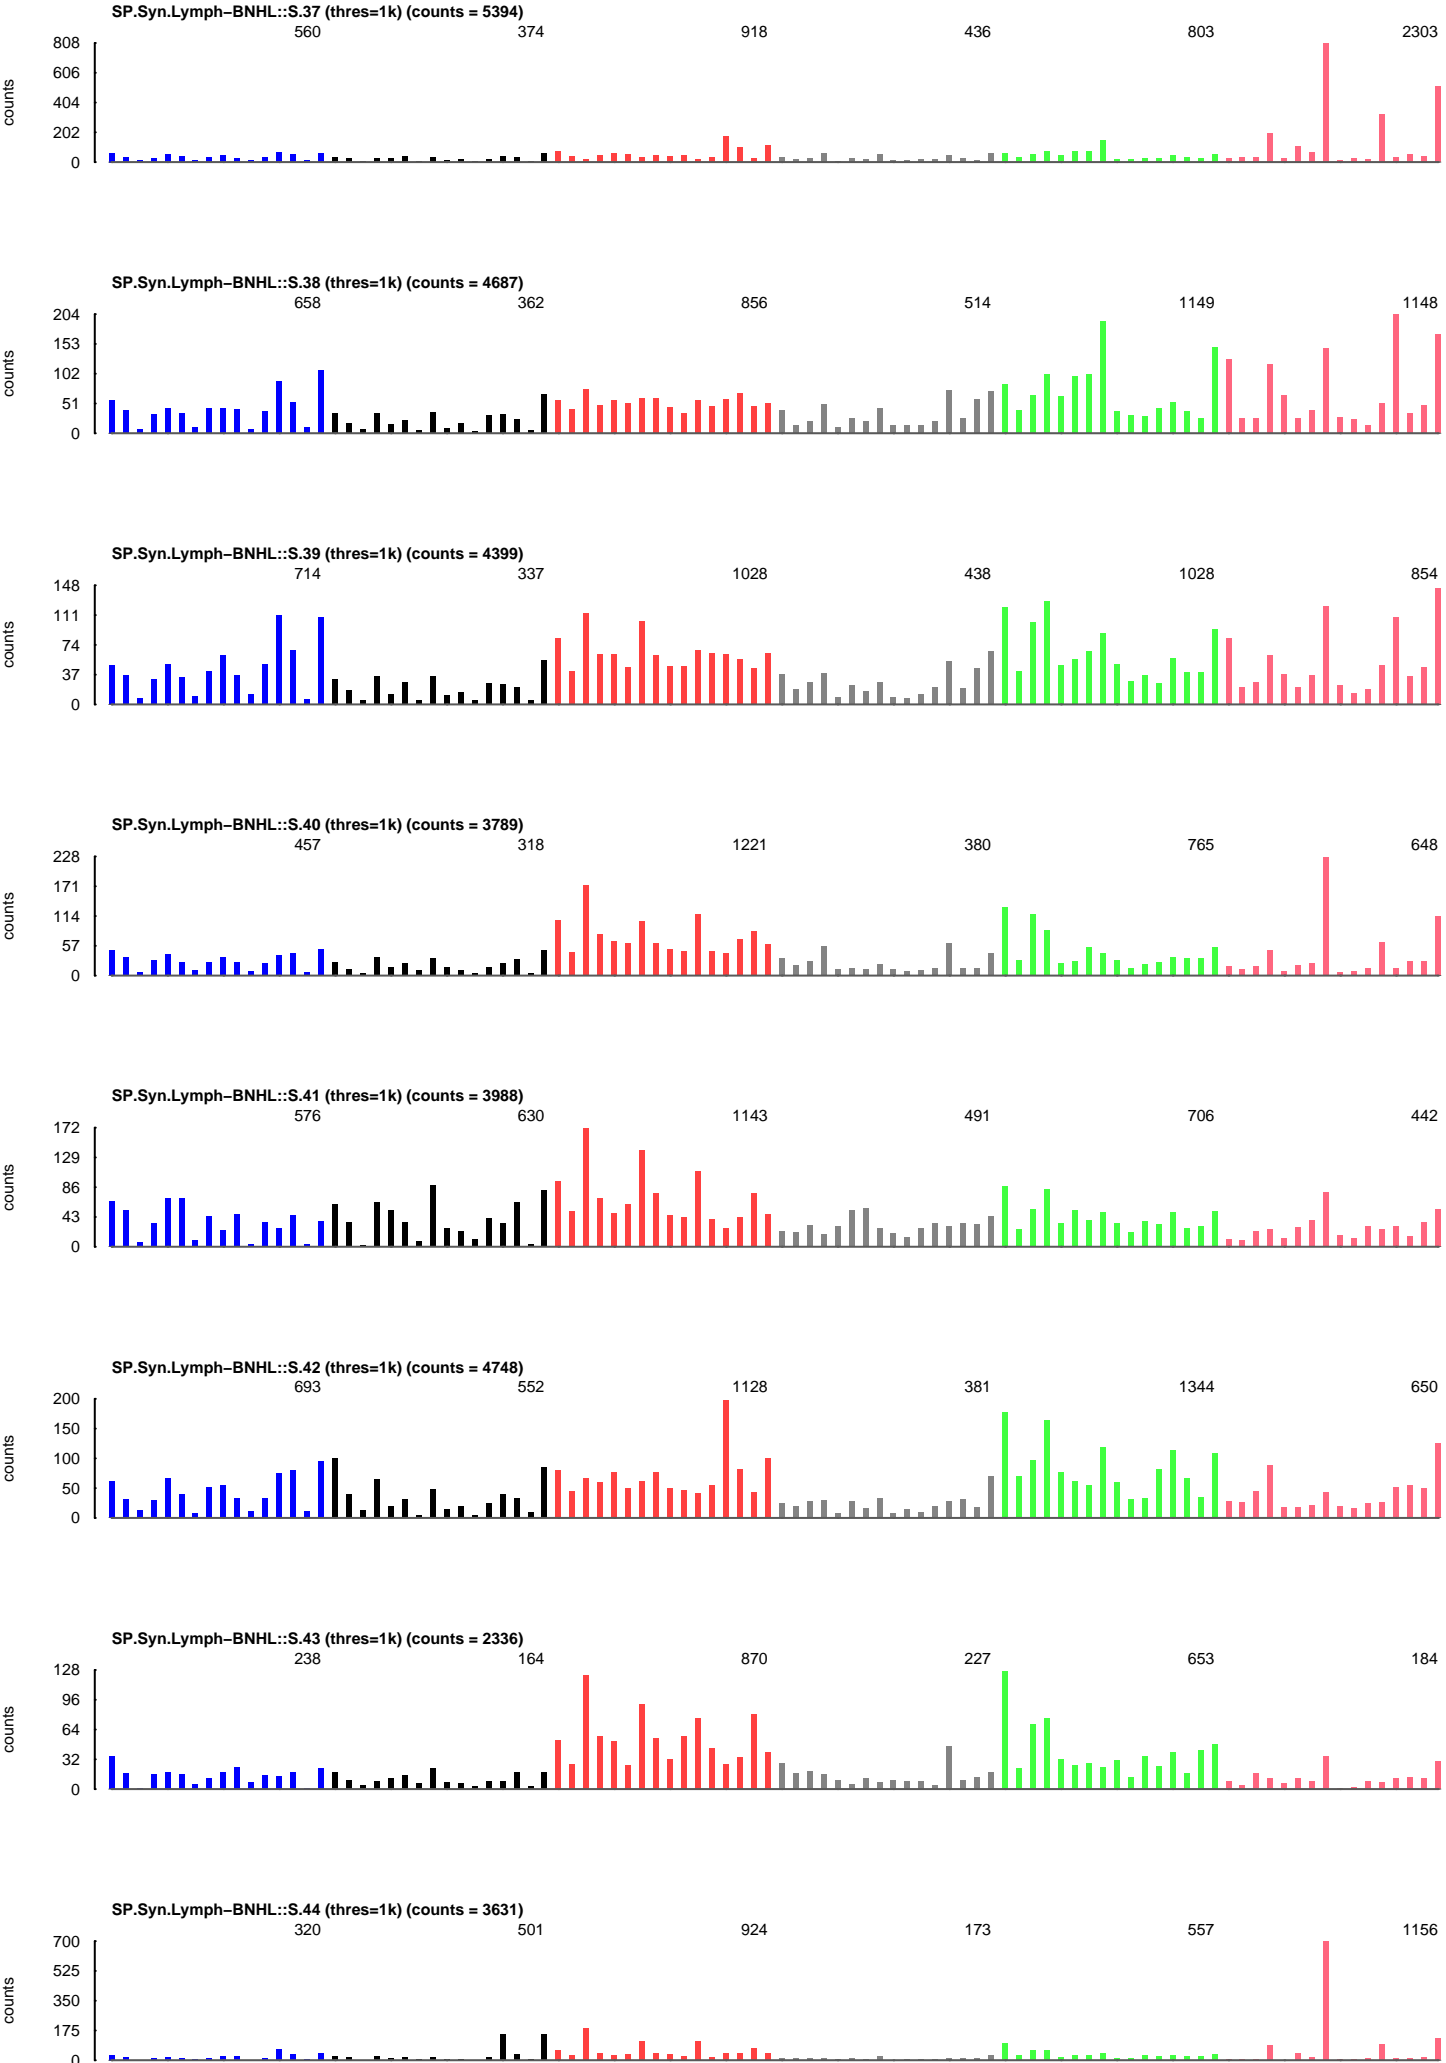 SP.Syn.Lymph−BNHL::S.37 (thres=1k) (counts = 5394)
560 374 918 436 803 2303
808
606
404
202
0
counts
SP.Syn.Lymph−BNHL::S.38 (thres=1k) (counts = 4687)
658 362 856 514 1149 1148
204
153
102
51
0
counts
SP.Syn.Lymph−BNHL::S.39 (thres=1k) (counts = 4399)
714 337 1028 438 1028 854
148
111
74
37
0
counts
SP.Syn.Lymph−BNHL::S.40 (thres=1k) (counts = 3789)
457 318 1221 380 765 648
228
171
114
57
0
counts
SP.Syn.Lymph−BNHL::S.41 (thres=1k) (counts = 3988)
576 630 1143 491 706 442
172
129
86
43
0
counts
SP.Syn.Lymph−BNHL::S.42 (thres=1k) (counts = 4748)
693 552 1128 381 1344 650
200
150
100
50
0
counts
SP.Syn.Lymph−BNHL::S.43 (thres=1k) (counts = 2336)
238 164 870 227 653 184
128
96
64
32
0
counts
SP.Syn.Lymph−BNHL::S.44 (thres=1k) (counts = 3631)
320 501 924 173 557 1156
700
525
350
175
0
counts